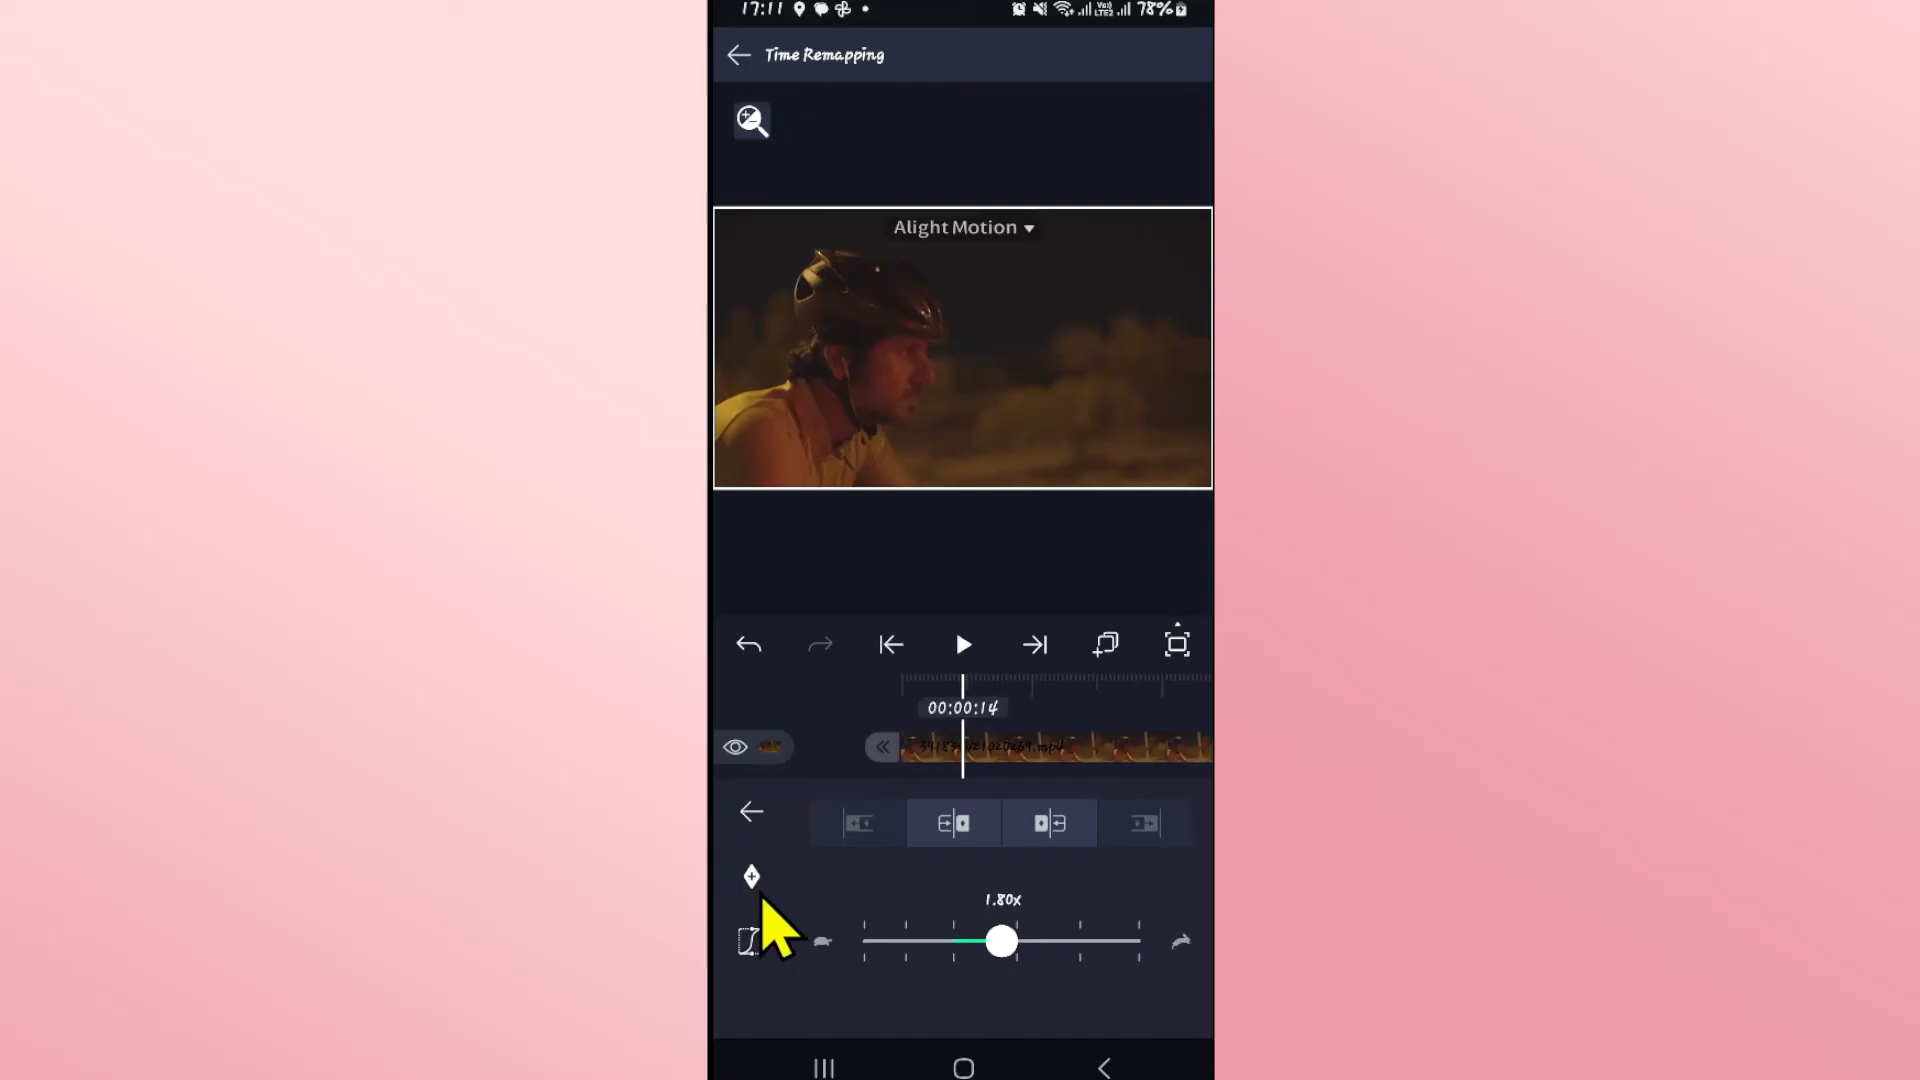 17:11 78%
Time Remapping
Alight Motion
00:00:14
1.80x